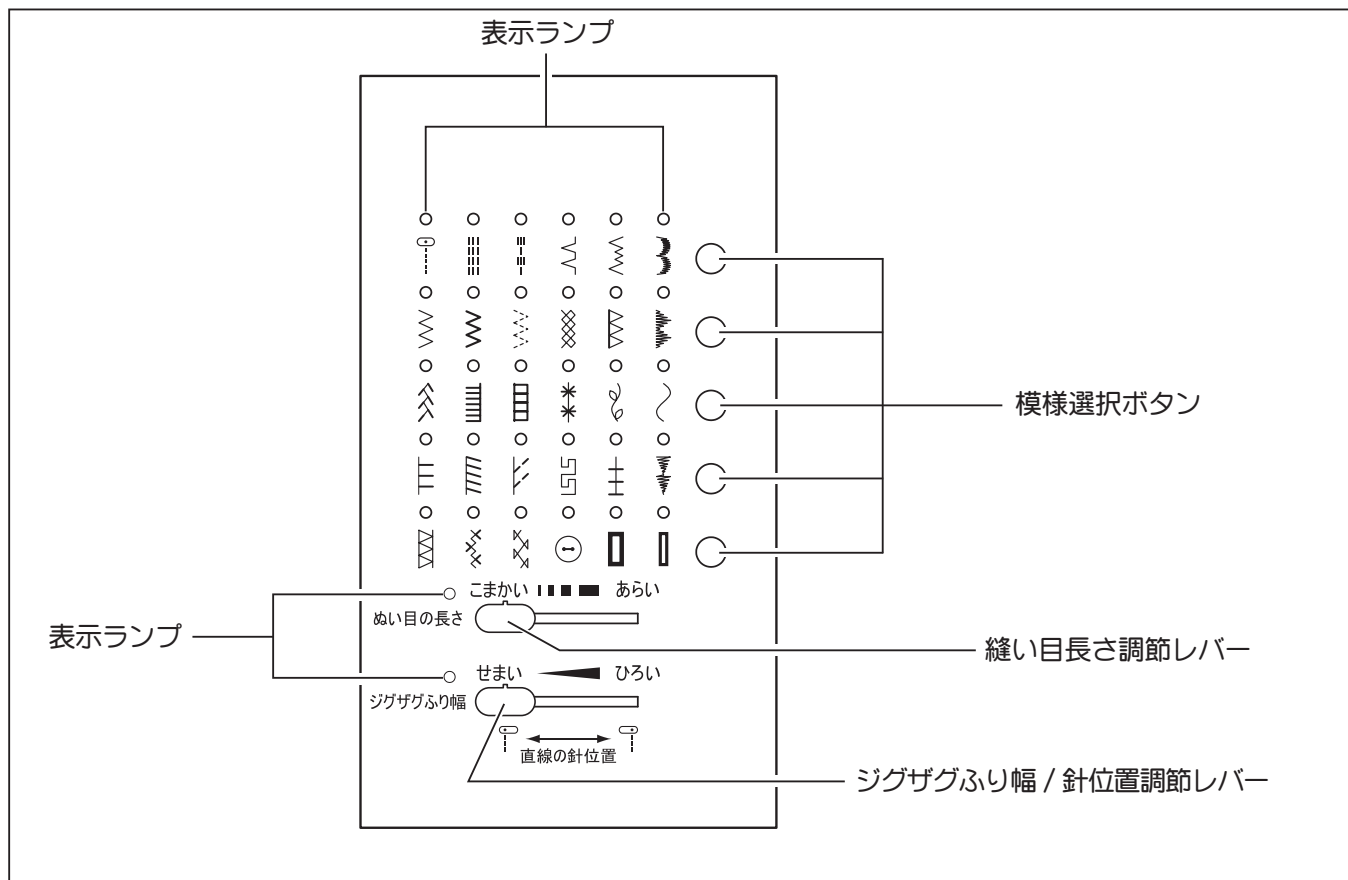 表示ランプ
模様選択ボタン
こまかい あらい
ぬい目の長さ
表示ランプ
縫い目長さ調節レバー
せまい ひろい
ジグザグふり幅
直線の針位置
ジグザグふり幅 / 針位置調節レバー